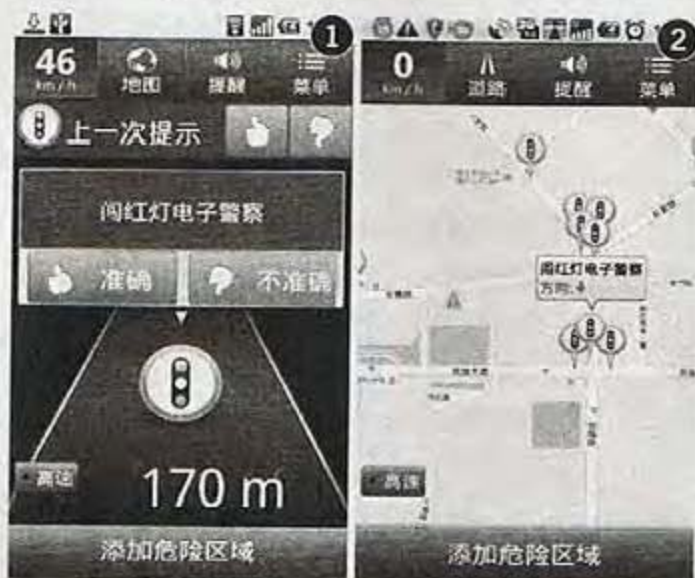 1
46
km/h
地图
提醒
菜单
上一次提示
闯红灯电子警察
准确
不准确
高速
170 m
添加危险区域
2
0
km/h
道路
提醒
菜单
闯红灯电子警察
方向:
高速
添加危险区域